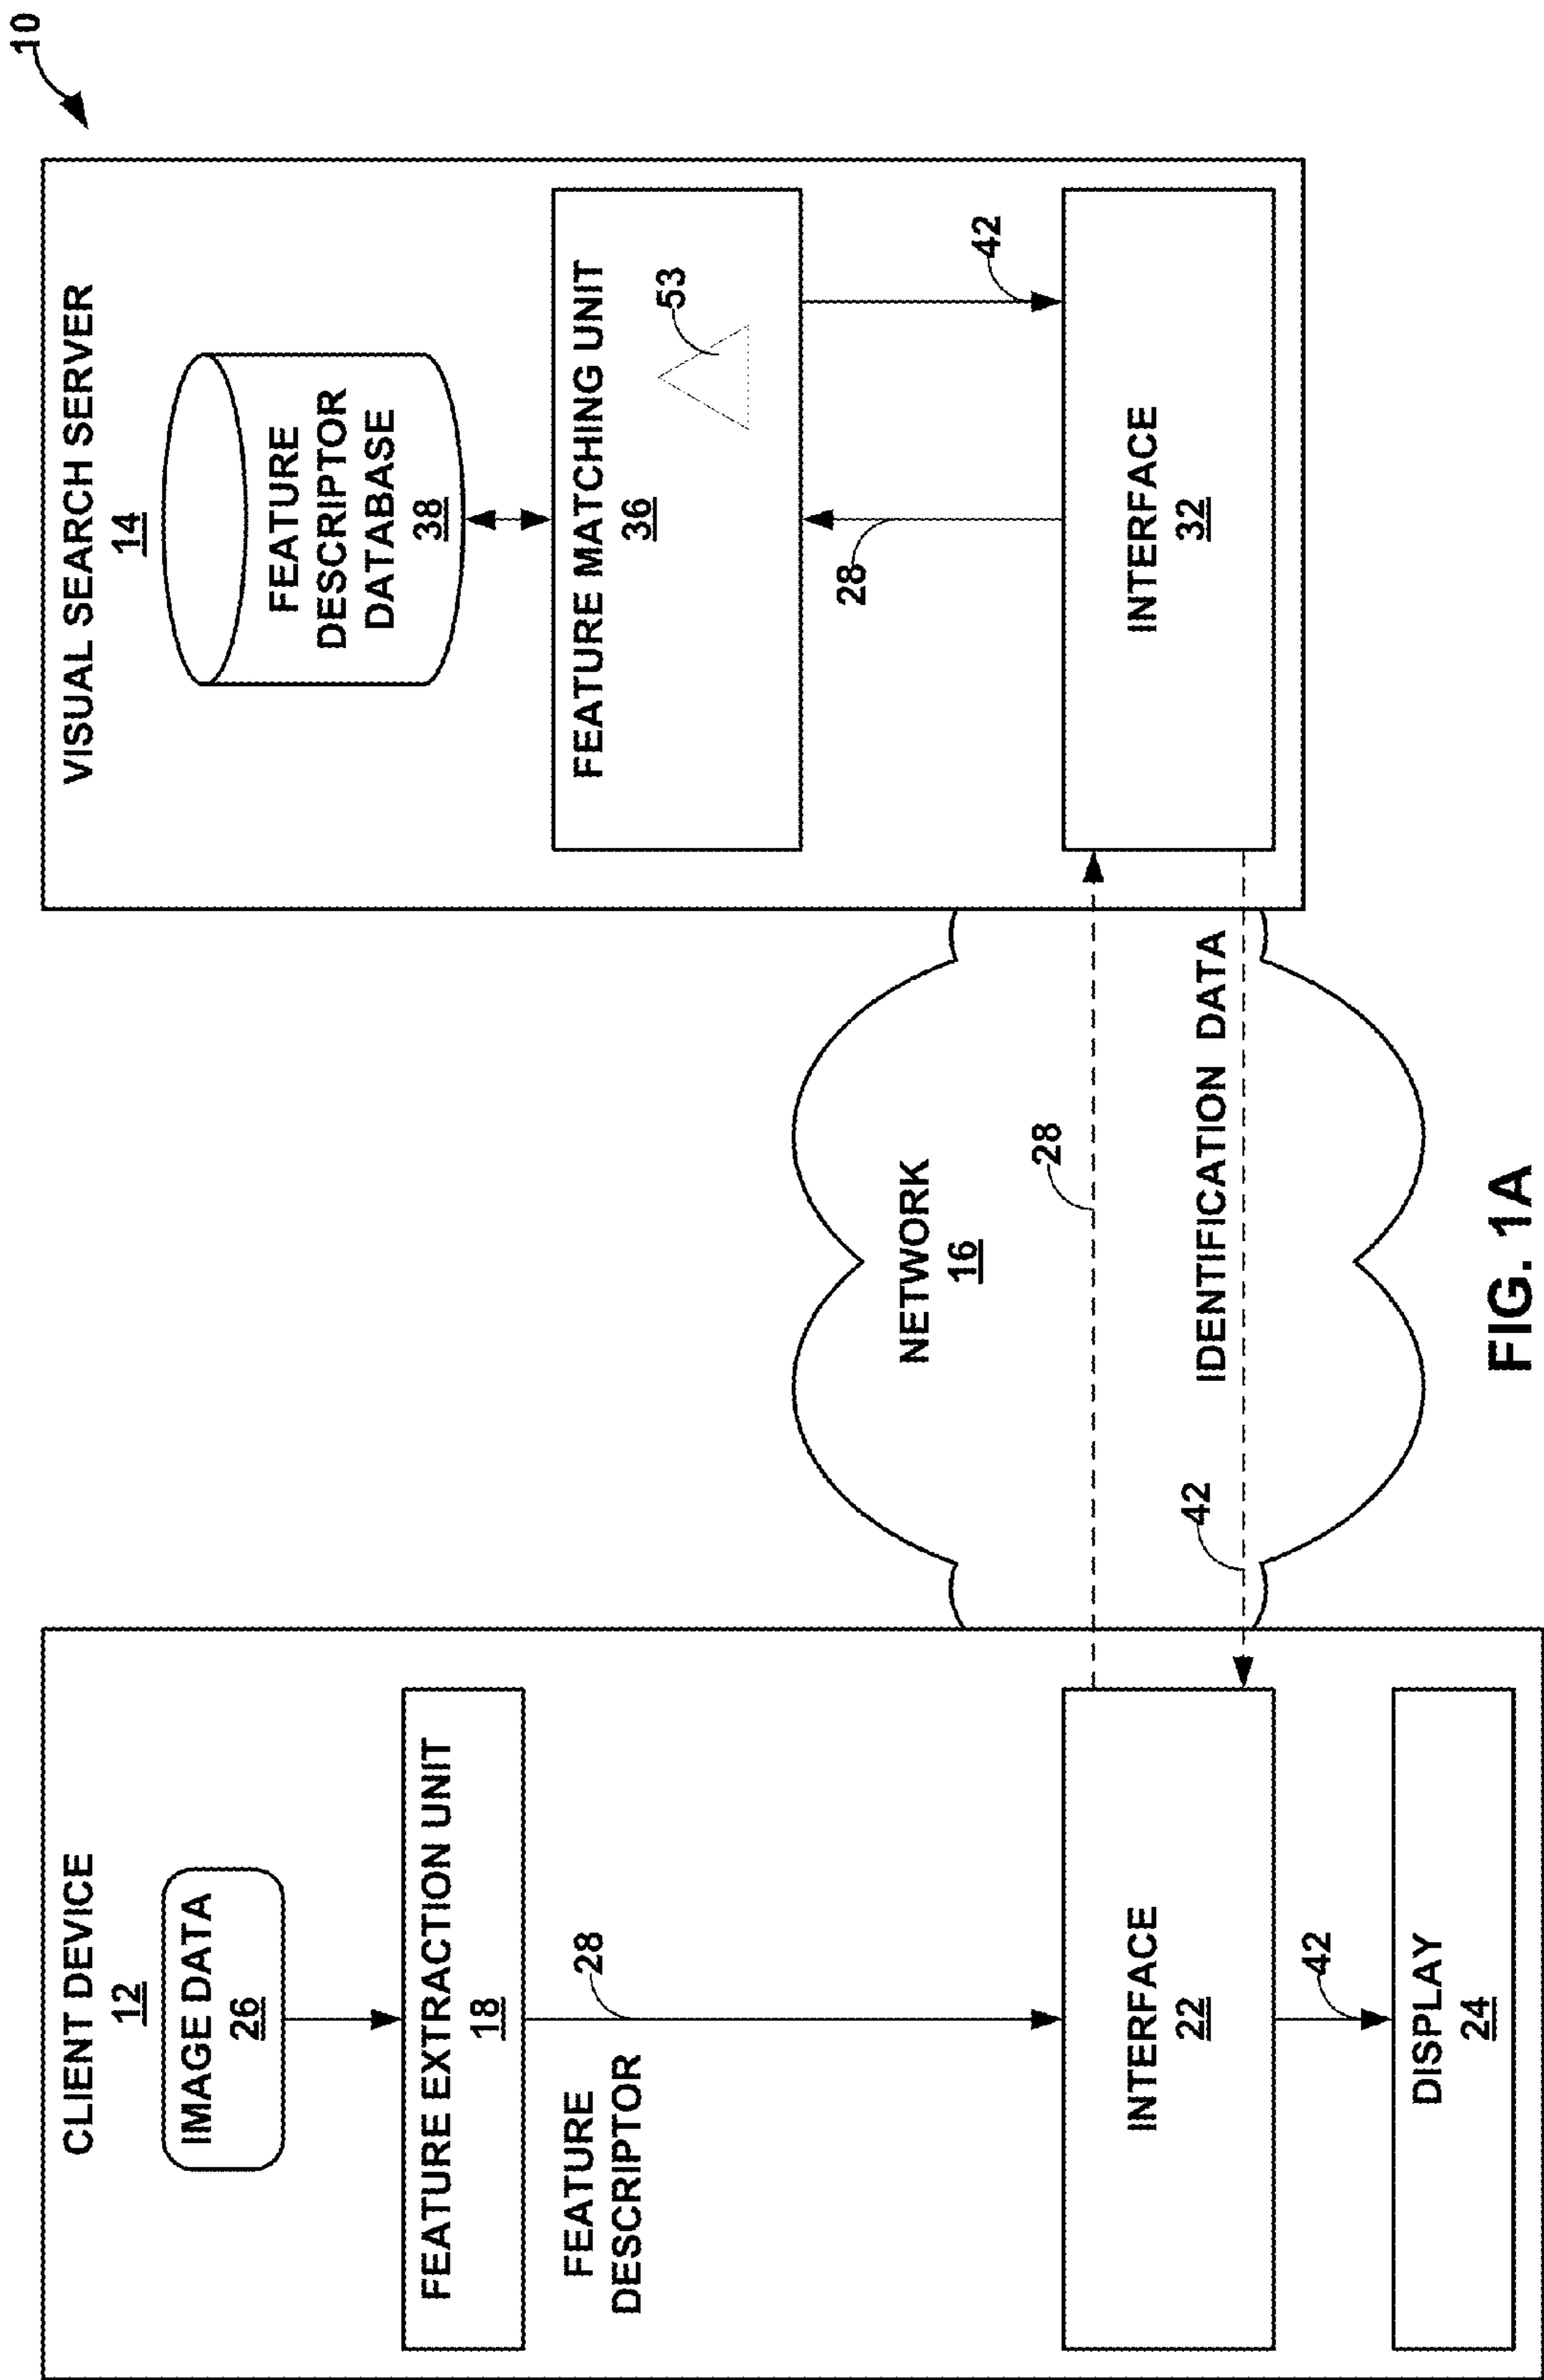 10
CLIENT DEVICE
12
IMAGE DATA
26
FEATURE EXTRACTION UNIT
18
FEATURE
DESCRIPTOR
28
INTERFACE
22
42
DISPLAY
24
NETWORK
16
28
IDENTIFICATION DATA
42
VISUAL SEARCH SERVER
14
FEATURE
DESCRIPTOR
DATABASE
38
FEATURE MATCHING UNIT
36
53
28
42
INTERFACE
32
FIG. 1A